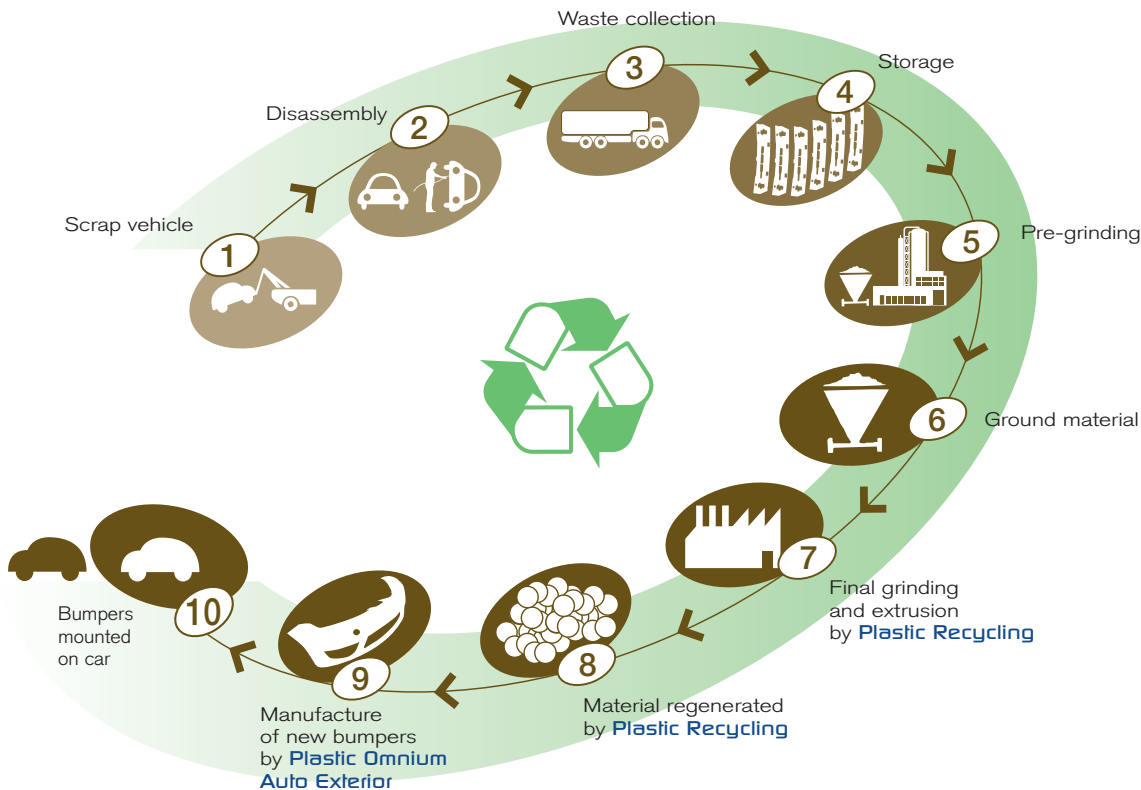 Scrap vehicle
1
Disassembly
2
Waste collection
3
Storage
4
Pre-grinding
5
Ground material
6
7
Final grinding
and extrusion
by Plastic Recycling
8
Material regenerated
by Plastic Recycling
9
Manufacture
of new bumpers
by Plastic Omnium
Auto Exterior
10
Bumpers
mounted
on car